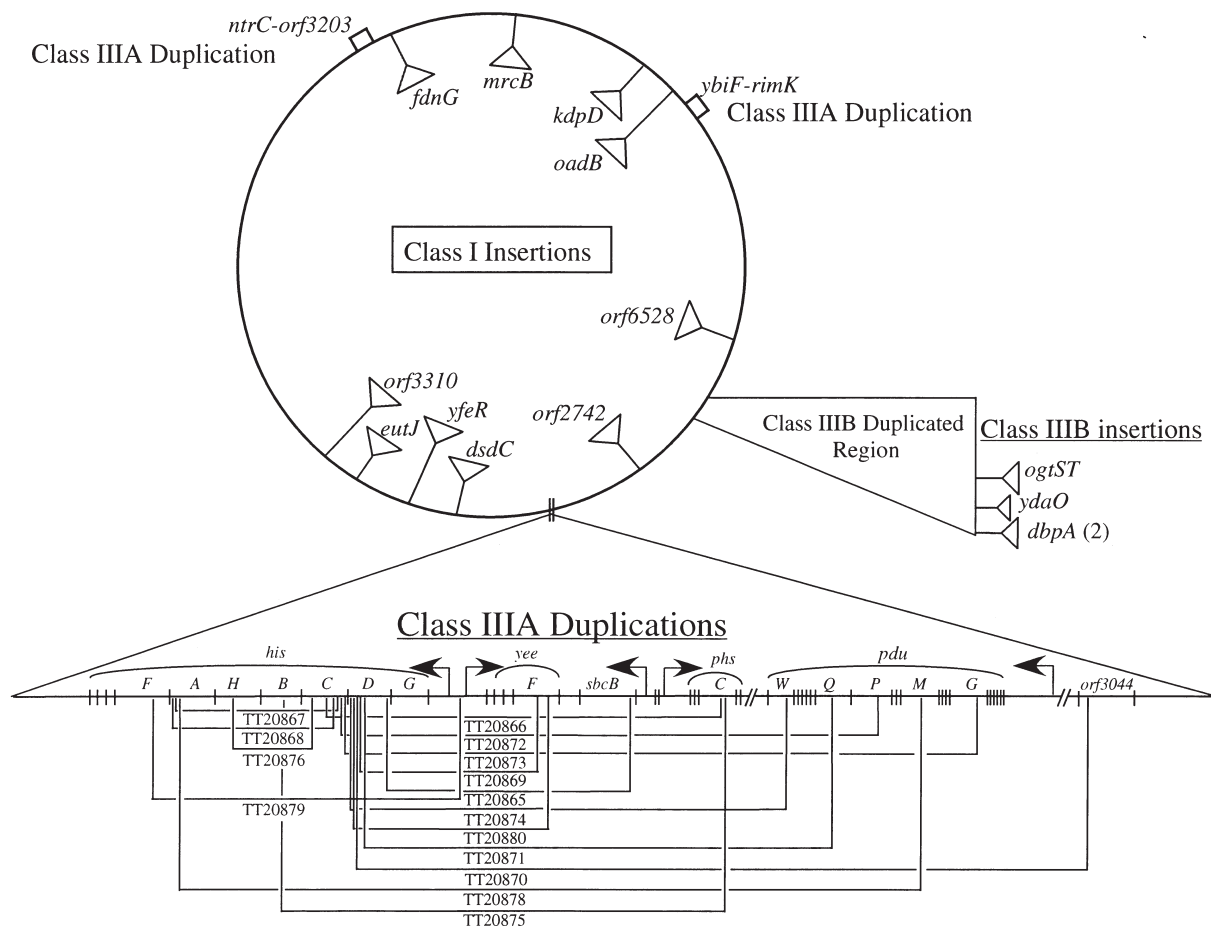 ntrC-orf3203
Class IIIA Duplication
fdnG
mrcB
kdpD
oadB
ybiF-rimK
Class IIIA Duplication
Class I Insertions
orf6528
orf3310
eutJ
yfeR
dsdC
orf2742
Class IIIB Duplicated
Region
Class IIIB insertions
ogtST
ydaO
dbpA (2)
Class IIIA Duplications
his yee phs pdu
F A H B C D G F sbcB C W Q P M G orf3044
TT20867
TT20868
TT20876
TT20879
TT20866
TT20872
TT20873
TT20869
TT20865
TT20874
TT20880
TT20871
TT20870
TT20878
TT20875